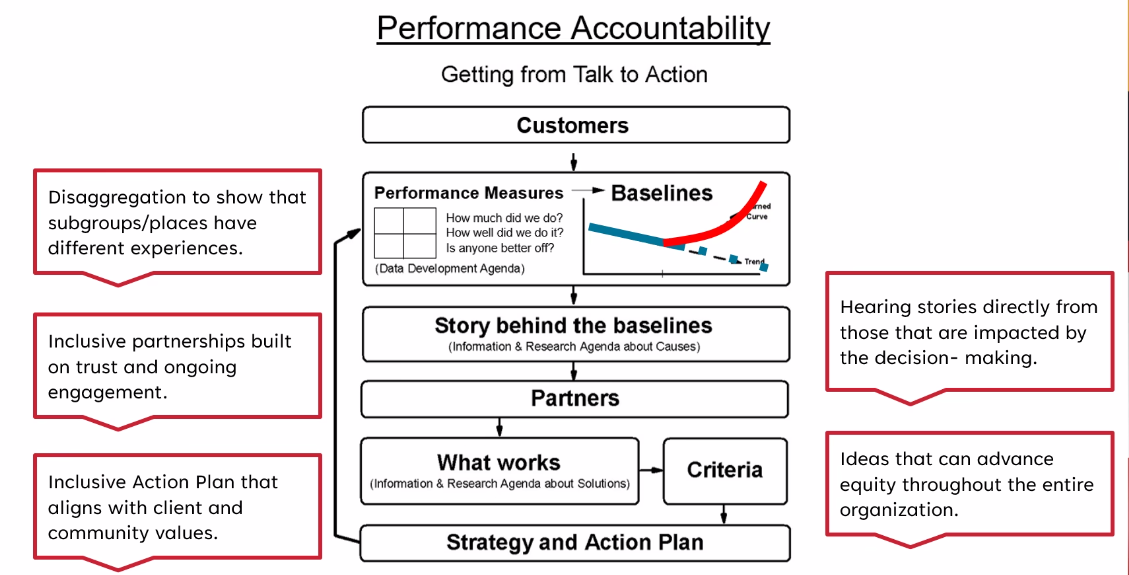 Performance Accountability
Getting from Talk to Action
Customers
Performance Measures
Baselines
How much did we do?
How well did we do it?
Is anyone better off?
(Data Development Agenda)
Curve
Trend
Story behind the baselines
(Information & Research Agenda about Causes)
Partners
What works
(Information & Research Agenda about Solutions)
Criteria
Strategy and Action Plan
Disaggregation to show that
subgroups/places have
different experiences.
Inclusive partnerships built
on trust and ongoing
engagement.
Inclusive Action Plan that
aligns with client and
community values.
Hearing stories directly from
those that are impacted by
the decision- making.
Ideas that can advance
equity throughout the entire
organization.